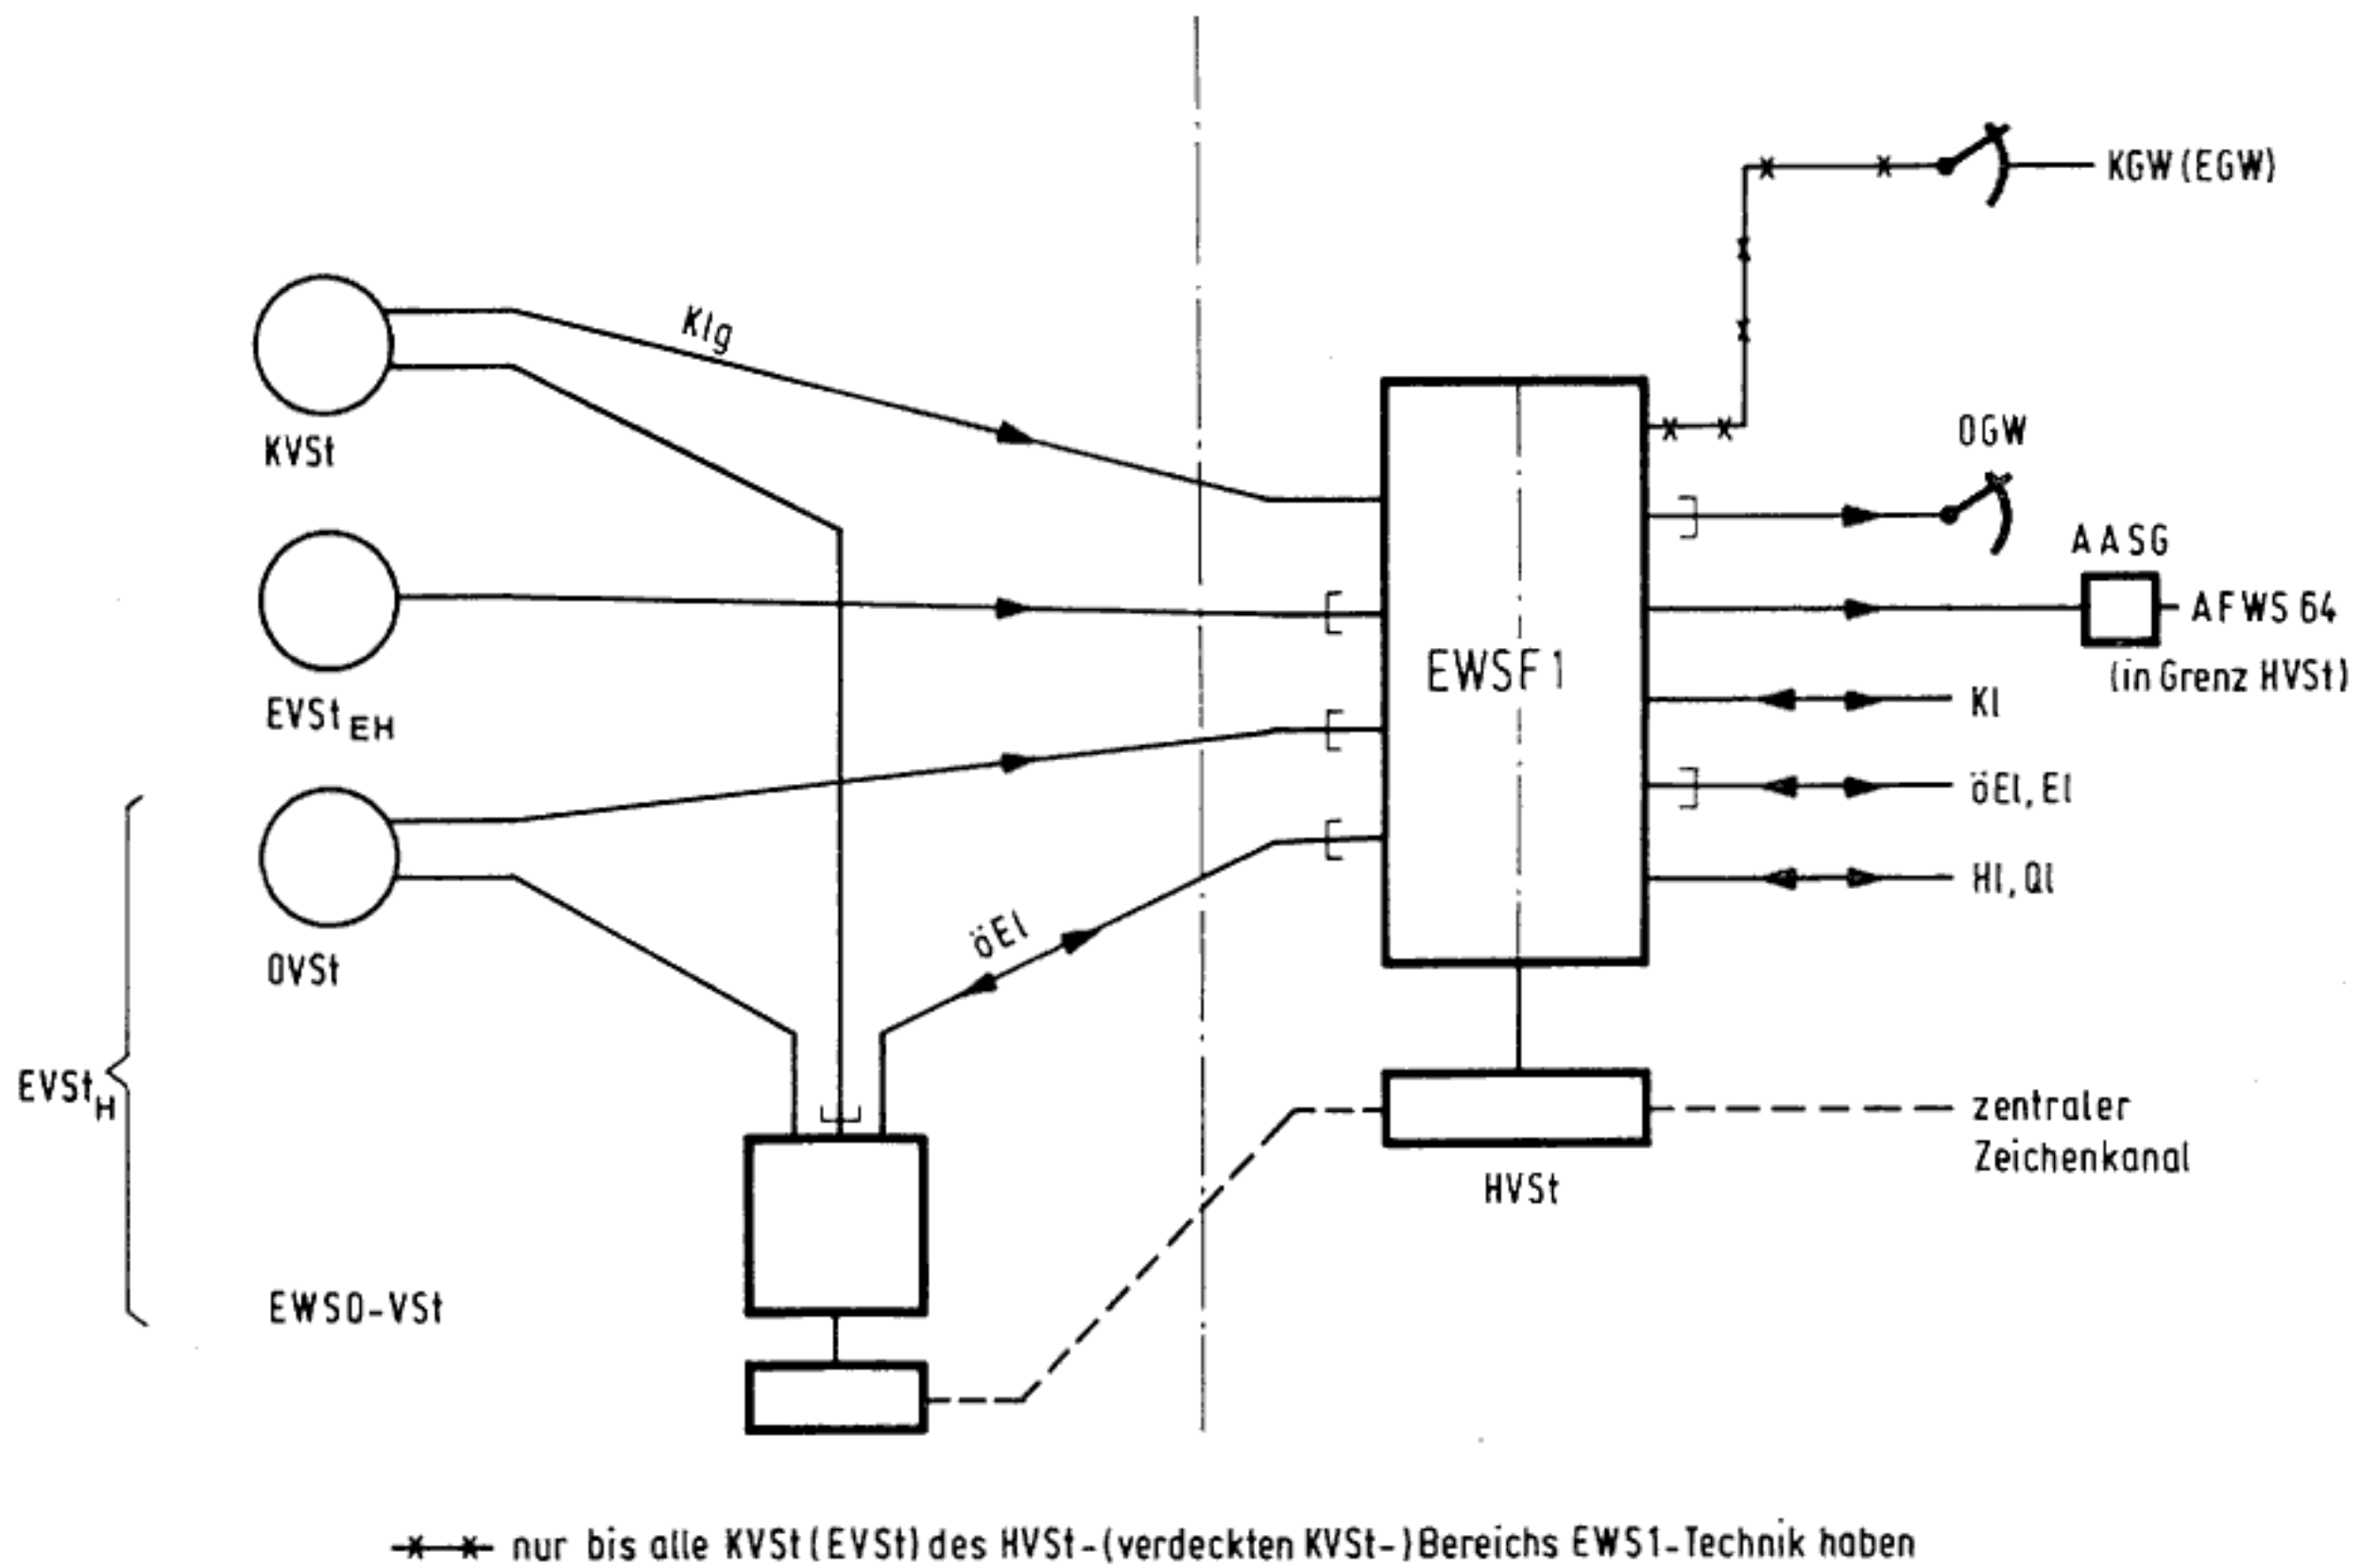 KGW (EGW)
Klg
KVSt
OGW
AASG
AFWS 64
(in Grenz HVSt)
EWSF1
EVSt EH
Kl
öEl, El
Hl, Ql
OVSt
öEl
EVSt H
zentraler
Zeichenkanal
HVSt
EWSO-VSt
nur bis alle KVSt (EVSt) des HVSt-(verdeckten KVSt-) Bereichs EWS1-Technik haben